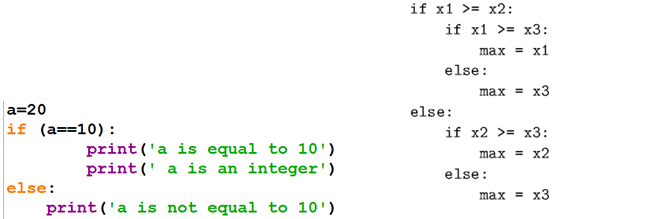 a=20
if (a==10):
        print('a is equal to 10')
        print(' a is an integer')
else:
    print('a is not equal to 10')
if x1 >= x2:
    if x1 >= x3:
        max = x1
    else:
        max = x3
else:
    if x2 >= x3:
        max = x2
    else:
        max = x3